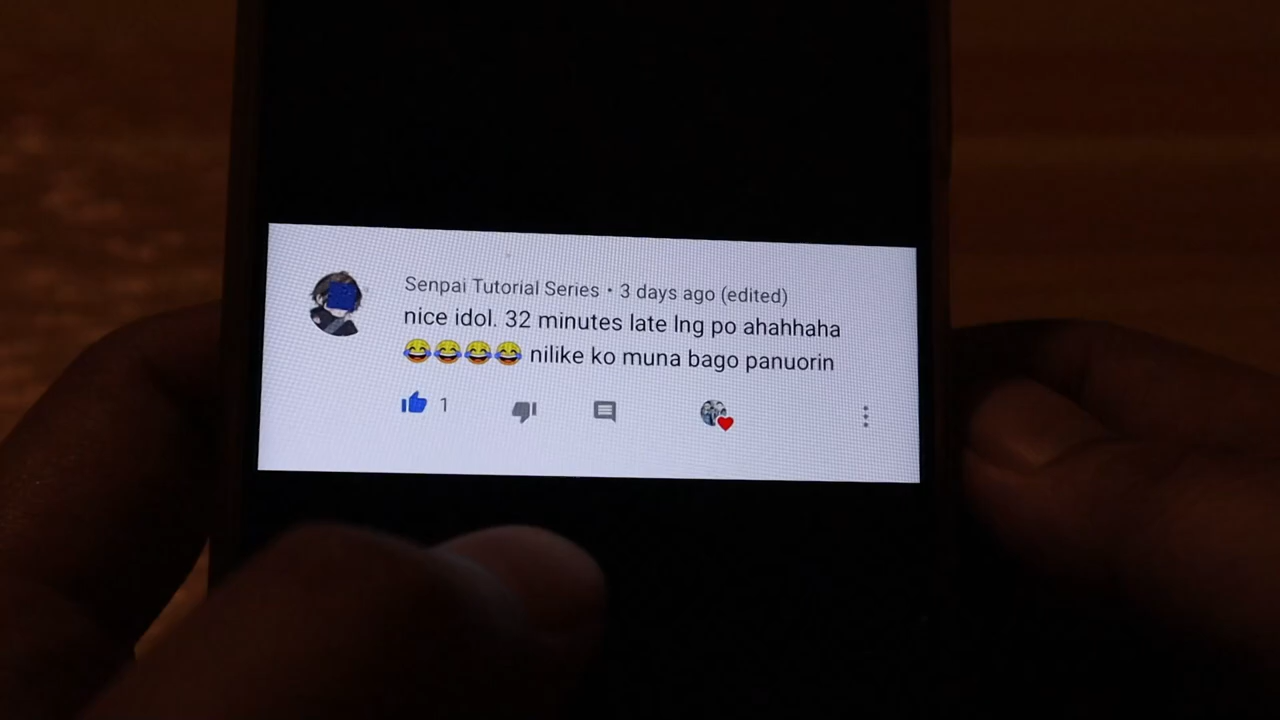 Senpai Tutorial Series • 3 days ago (edited)
nice idol. 32 minutes late lng po ahahhaha
😂😂😂😂 nilike ko muna bago panuorin
1